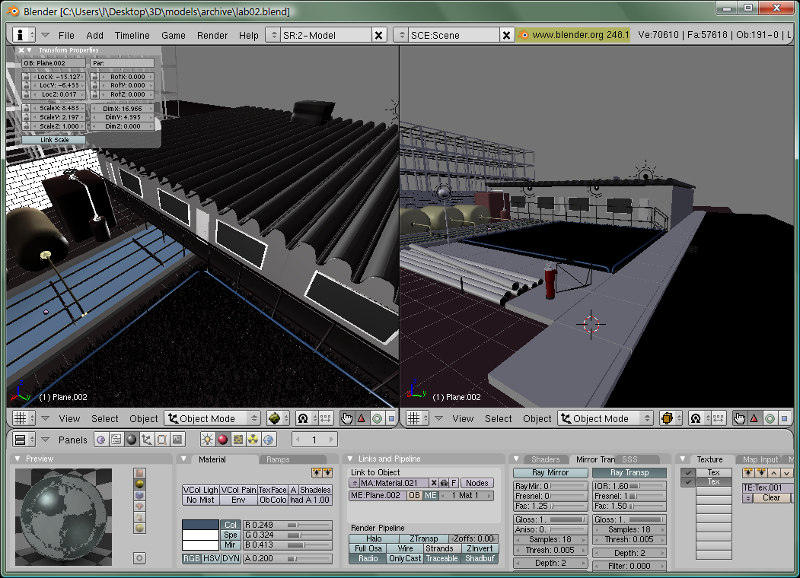 Blender [C:\Users\I\Desktop\3D\models\archive\lab02.blend]
File Add Timeline Game Render Help SR:2-Model SCE:Scene www.blender.org 248.1 Ve:70610 | Fa:57618 | Ob:191-0 |
Transform Properties
OB: Plane.002 Par:
LocX: -15.127 RotX: 0.000
LocY: -6.455 RotY: 0.000
LocZ: 0.017 RotZ: 0.000
ScaleX: 8.483 DimX: 16.966
ScaleY: 2.197 DimY: 4.395
ScaleZ: 1.000 DimZ: 0.000
Link Scale
(1) Plane.002
(1) Plane.002
View Select Object Object Mode
View Select Object Object Mode
Panels 1
Preview
Material Ramps
VCol Ligh VCol Pain TexFace A Shadeles
No Mist Env ObColo had A 1.00
Col R 0.249
Spe G 0.324
Mir B 0.413
RGB HSV DYN A 0.200
Links and Pipeline
Link to Object
MA:Material.021 F Nodes
ME:Plane.002 OB ME 1 Mat 1
Render Pipeline
Halo ZTransp Zoffs: 0.00
Full Osa Wire Strands ZInvert
Radio OnlyCast Traceable Shadbuf
Shaders Mirror Tran SSS
Ray Mirror Ray Transp
RayMir: 0. IOR: 1.60
Fresnel: 0 Fresnel: 1
Fac: 1.25 Fac: 1.50
Gloss: 1. Gloss: 1.
Aniso: 0. Samples: 18
Samples: 18 Thresh: 0.005
Thresh: 0.005 Depth: 2
Depth: 2 Filter: 0.000
Texture Map Input
Tex
Tex
TE:Tex.001
Clear